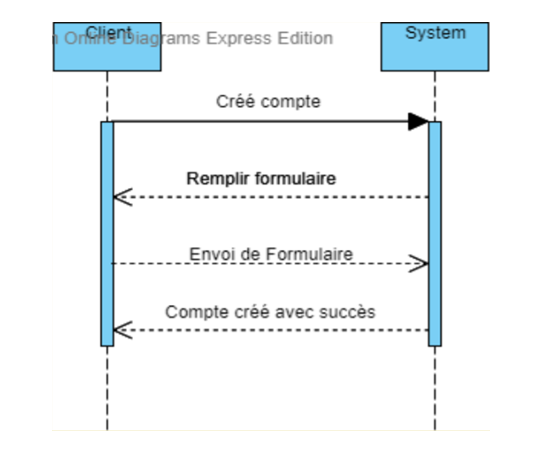 Client
n Online Diagrams Express Edition
System
Créé compte
Remplir formulaire
Envoi de Formulaire
Compte créé avec succès